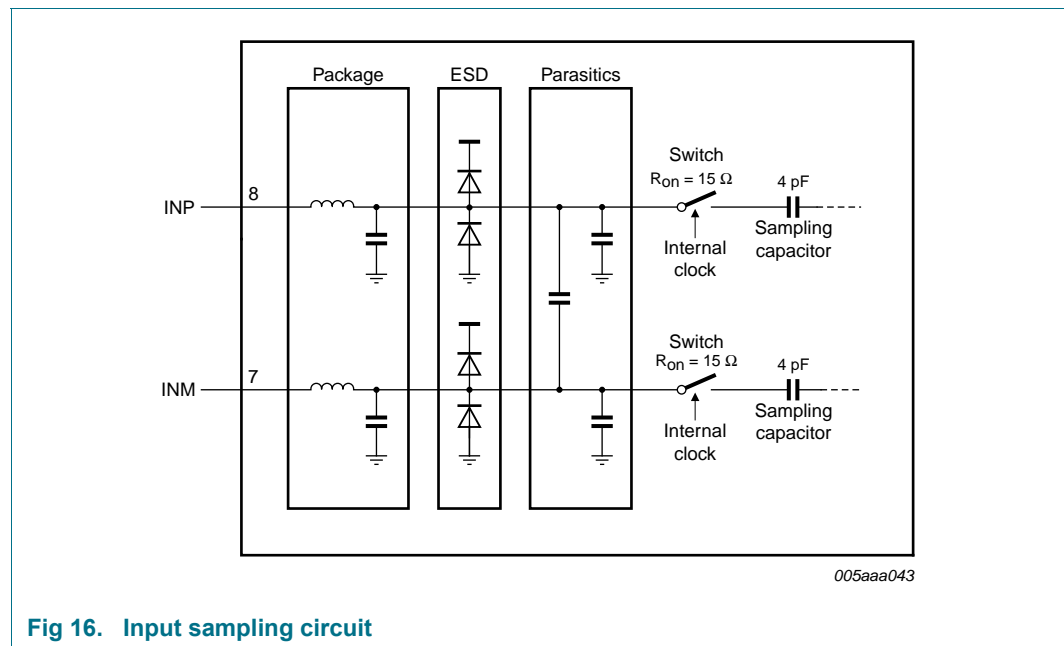 Package ESD Parasitics
Switch
Ron = 15 Ω
4 pF
8
INP
Internal
clock
Sampling
capacitor
Switch
Ron = 15 Ω
4 pF
7
INM
Internal
clock
Sampling
capacitor
005aaa043
Fig 16. Input sampling circuit